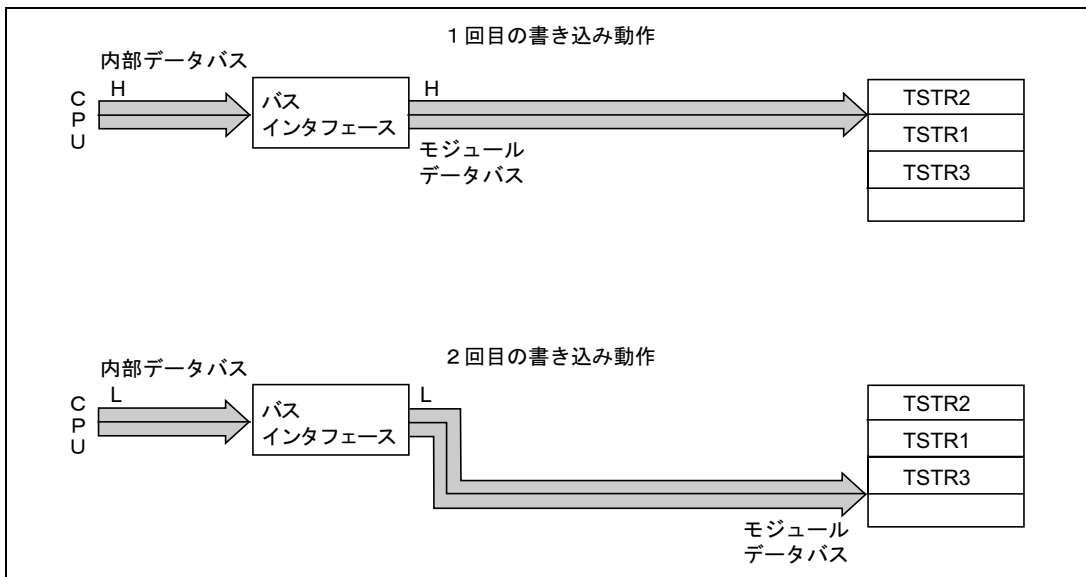 1回目の書き込み動作
内部データバス
H
CPU
バス
インタフェース
H
モジュール
データバス
TSTR2
TSTR1
TSTR3
2回目の書き込み動作
内部データバス
L
CPU
バス
インタフェース
L
モジュール
データバス
TSTR2
TSTR1
TSTR3